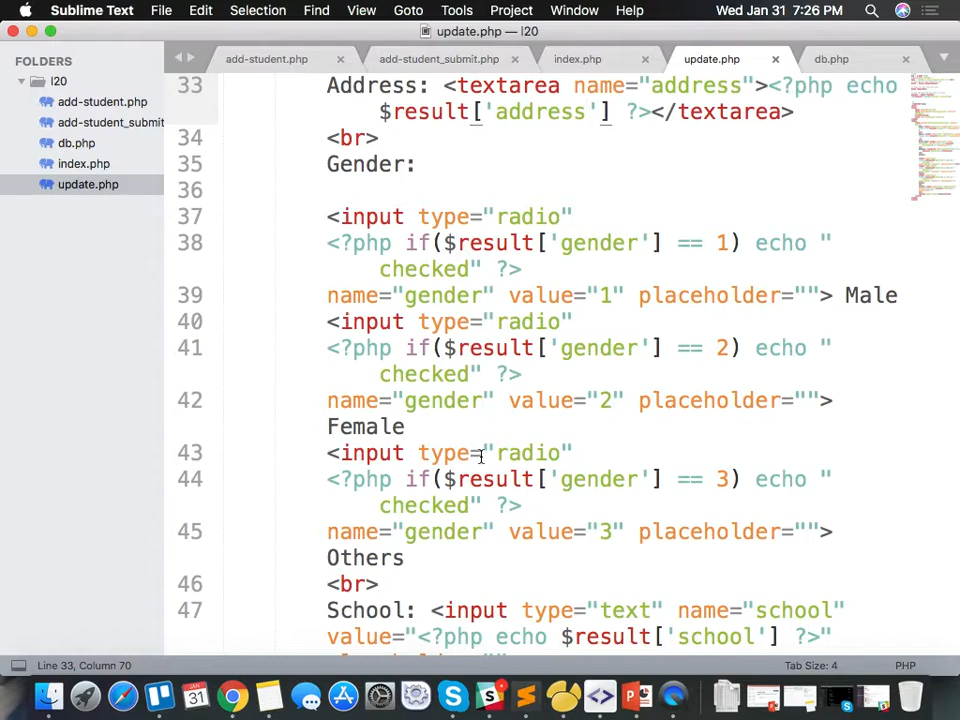 Sublime Text File Edit Selection Find View Goto Tools Project Window Help Wed Jan 31 7:26 PM
update.php — l20
FOLDERS
l20
add-student.php
add-student_submit
db.php
index.php
update.php
add-student.php add-student_submit.php index.php update.php db.php
33 Address: <textarea name="address"><?php echo
$result['address'] ?></textarea>
34 <br>
35 Gender:
36
37 <input type="radio"
38 <?php if($result['gender'] == 1) echo "
checked" ?>
39 name="gender" value="1" placeholder=""> Male
40 <input type="radio"
41 <?php if($result['gender'] == 2) echo "
checked" ?>
42 name="gender" value="2" placeholder="">
Female
43 <input type="radio"
44 <?php if($result['gender'] == 3) echo "
checked" ?>
45 name="gender" value="3" placeholder="">
Others
46 <br>
47 School: <input type="text" name="school"
value="<?php echo $result['school'] ?>"
Line 33, Column 70 Tab Size: 4 PHP